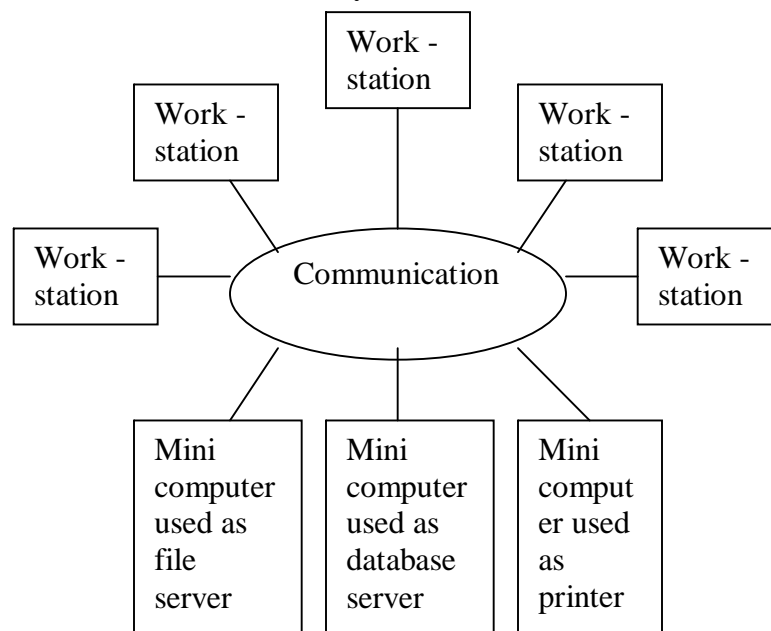 Work -
station
Work -
station
Work -
station
Work -
station
Work -
station
Communication
Mini
computer
used as
file
server
Mini
computer
used as
database
server
Mini
comput
er used
as
printer